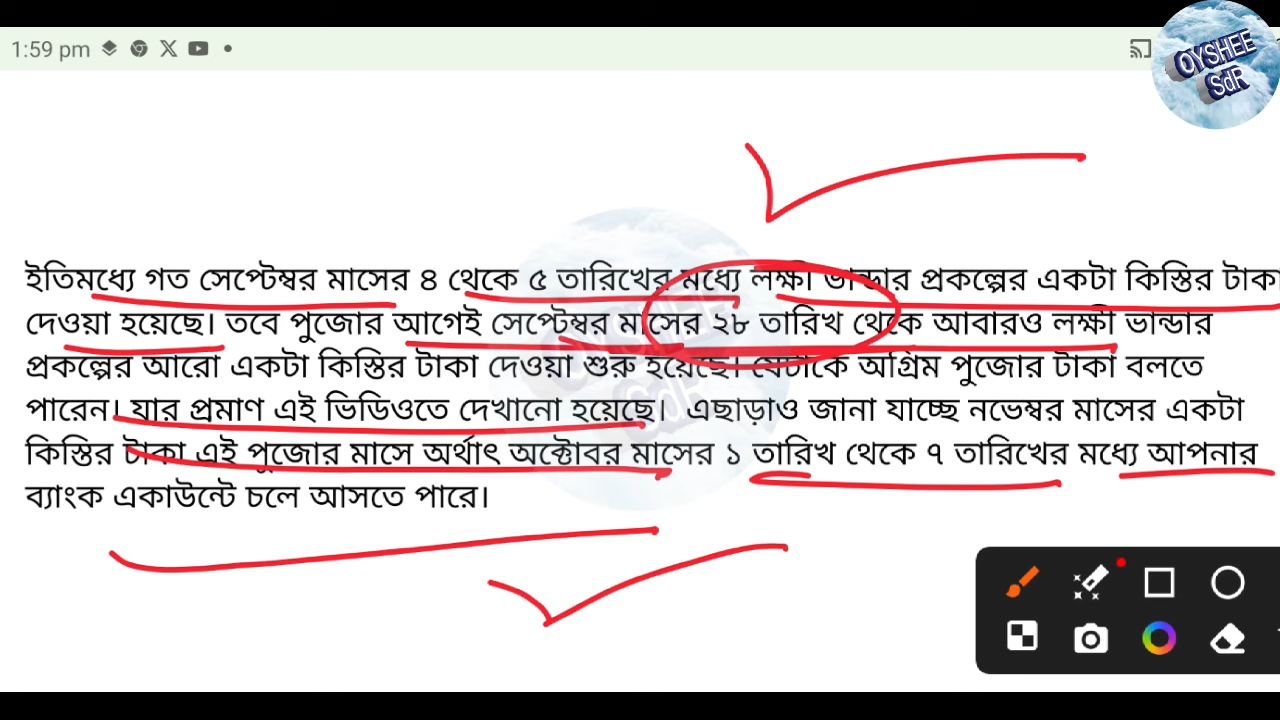 1:59 pm
OYSHEE
SdR
ইতিমধ্যে গত সেপ্টেম্বর মাসের ৪ থেকে ৫ তারিখের মধ্যে লক্ষী ভান্ডার প্রকল্পের একটা কিস্তির টাকা
দেওয়া হয়েছে। তবে পুজোর আগেই সেপ্টেম্বর মাসের ২৮ তারিখ থেকে আবারও লক্ষী ভান্ডার
প্রকল্পের আরো একটা কিস্তির টাকা দেওয়া শুরু হয়েছে। যেটাকে অগ্রিম পুজোর টাকা বলতে
পারেন। যার প্রমাণ এই ভিডিওতে দেখানো হয়েছে। এছাড়াও জানা যাচ্ছে নভেম্বর মাসের একটা
কিস্তির টাকা এই পুজোর মাসে অর্থাৎ অক্টোবর মাসের ১ তারিখ থেকে ৭ তারিখের মধ্যে আপনার
ব্যাংক একাউন্টে চলে আসতে পারে।